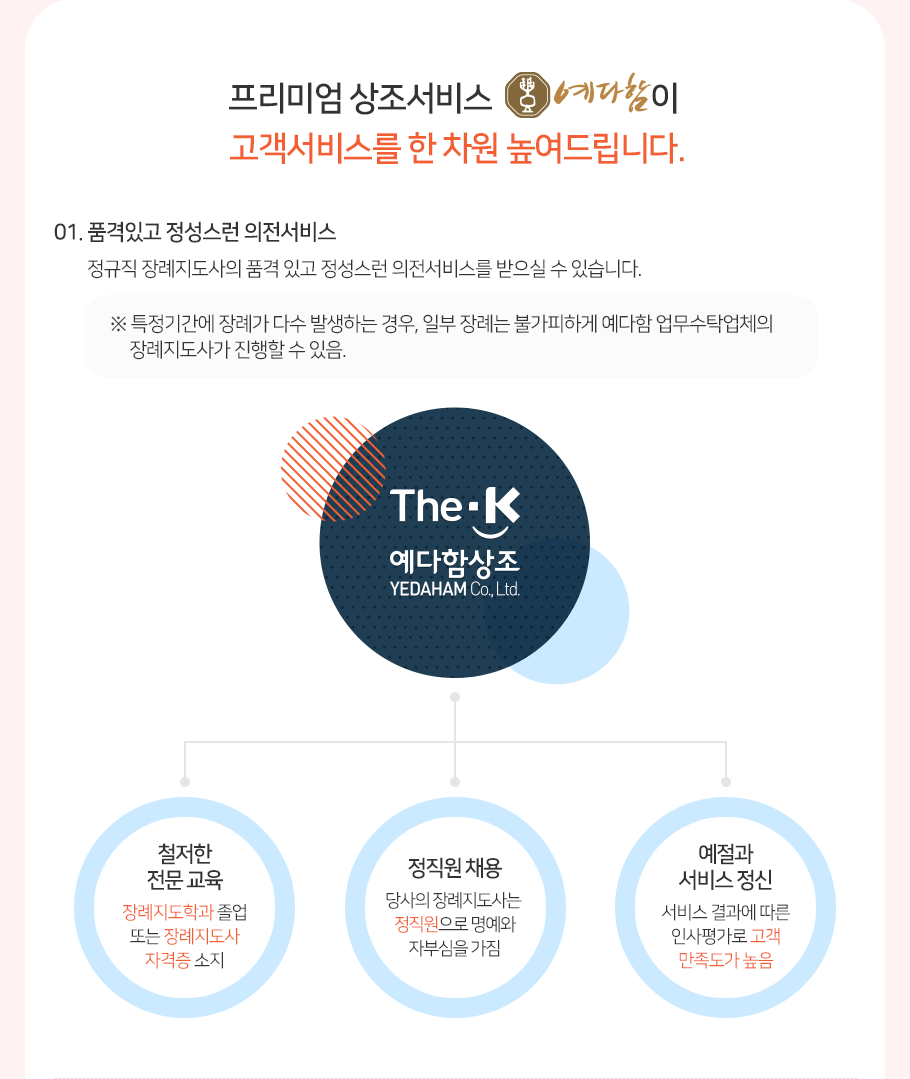 프리미엄 상조서비스 예다함이
고객서비스를 한 차원 높여드립니다.
01. 품격있고 정성스런 의전서비스
정규직 장례지도사의 품격 있고 정성스런 의전서비스를 받으실 수 있습니다.
※ 특정기간에 장례가 다수 발생하는 경우, 일부 장례는 불가피하게 예다함 업무수탁업체의
장례지도사가 진행할 수 있음.
The·K
예다함상조
YEDAHAM Co., Ltd.
철저한
전문 교육
장례지도학과 졸업
또는 장례지도사
자격증 소지
정직원 채용
당사의 장례지도사는
정직원으로 명예와
자부심을 가짐
예절과
서비스 정신
서비스 결과에 따른
인사평가로 고객
만족도가 높음